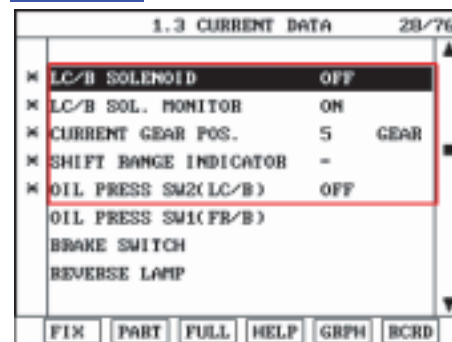 1.3 CURRENT DATA 28/76
* LC/B SOLENOID OFF
* LC/B SOL. MONITOR ON
* CURRENT GEAR POS. 5 GEAR
* SHIFT RANGE INDICATOR -
* OIL PRESS SW2(LC/B) OFF
OIL PRESS SW1(FR/B)
BRAKE SWITCH
REVERSE LAMP
FIX PART FULL HELP GRPH RCRD